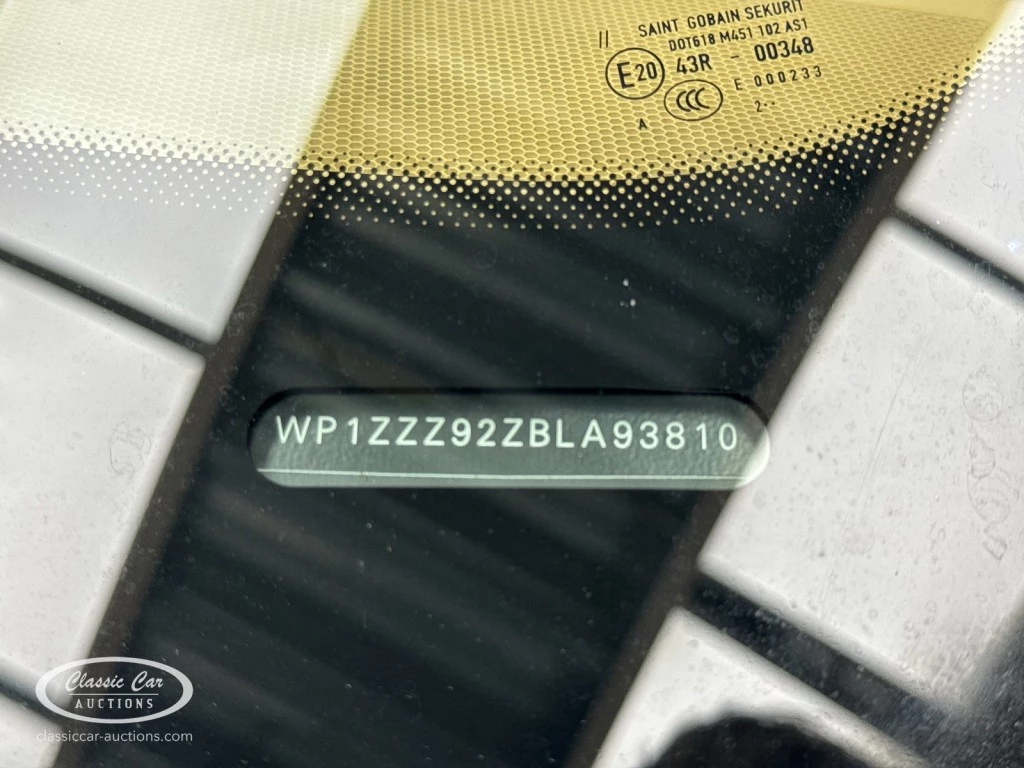 SAINT GOBAIN SEKURIT
DOT618 M451 102 AS1
//
E20 43R - 00348
CCC E 000233
2··
A
WP1ZZZ92ZBLA93810
Classic Car
AUCTIONS
classiccar-auctions.com